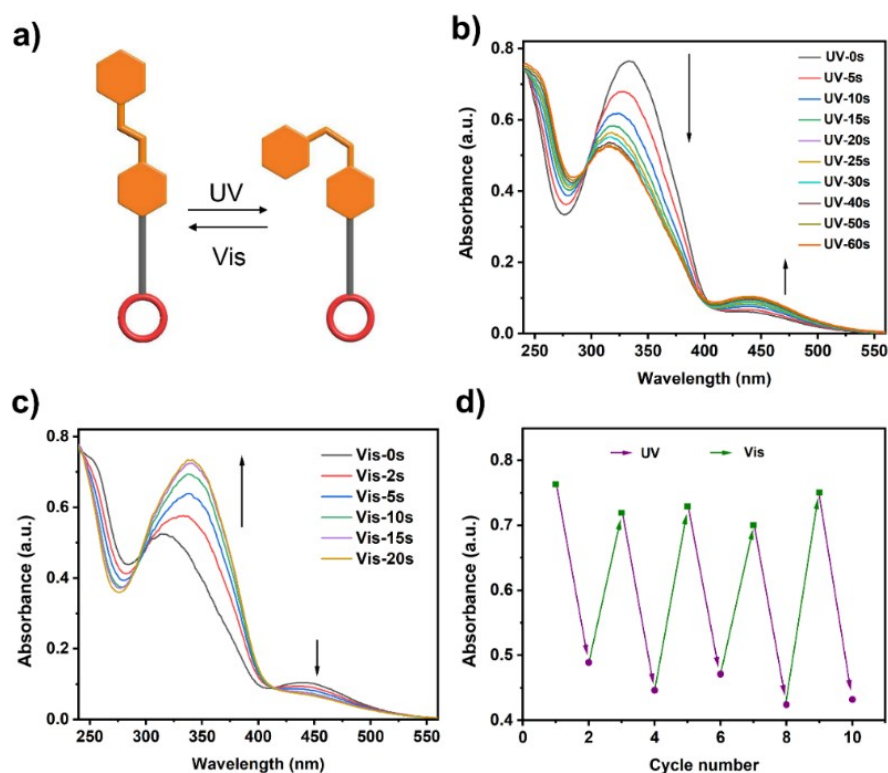 a)
UV
Vis
b)
Absorbance (a.u.)
0.8
0.6
0.4
0.2
0.0
250 300 350 400 450 500 550
Wavelength (nm)
UV-0s
UV-5s
UV-10s
UV-15s
UV-20s
UV-25s
UV-30s
UV-40s
UV-50s
UV-60s
c)
Absorbance (a.u.)
0.8
0.6
0.4
0.2
0.0
250 300 350 400 450 500 550
Wavelength (nm)
Vis-0s
Vis-2s
Vis-5s
Vis-10s
Vis-15s
Vis-20s
d)
Absorbance (a.u.)
0.8
0.7
0.6
0.5
0.4
0 2 4 6 8 10
Cycle number
UV Vis